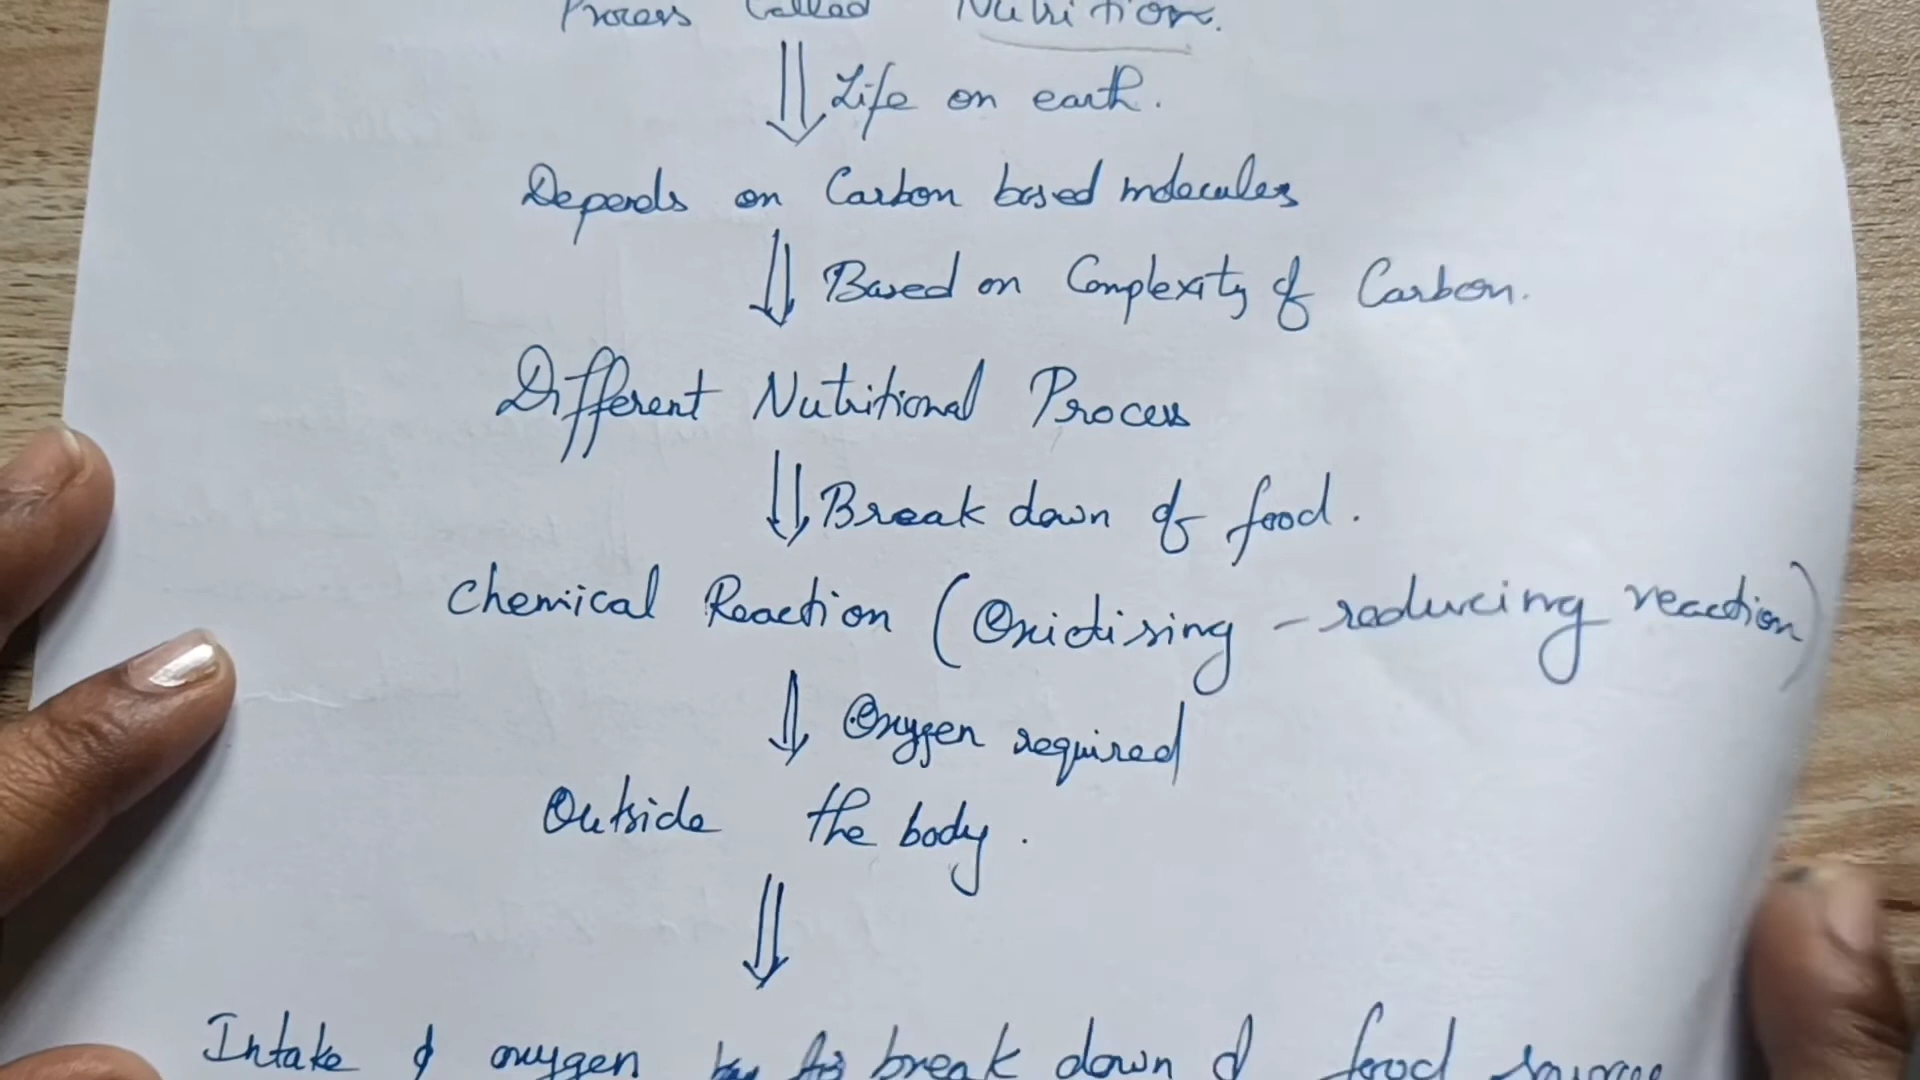 Process Called Nutrition.
Life on earth.
Depends on Carbon based molecules
Based on Complexity of Carbon.
Different Nutritional Process
Break down of food.
Chemical Reaction (Oxidising - reducing reaction)
Oxygen required
Outside the body.
Intake of oxygen break down of food sources